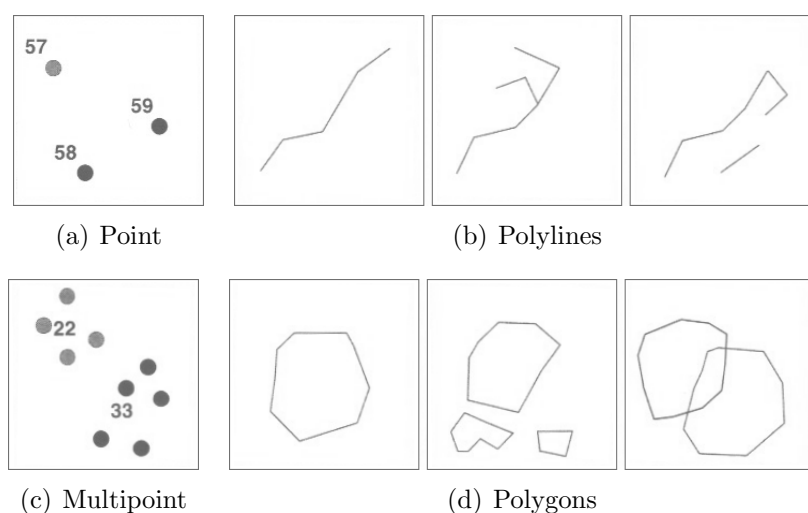 57
59
58
(a) Point
(b) Polylines
22
33
(c) Multipoint
(d) Polygons